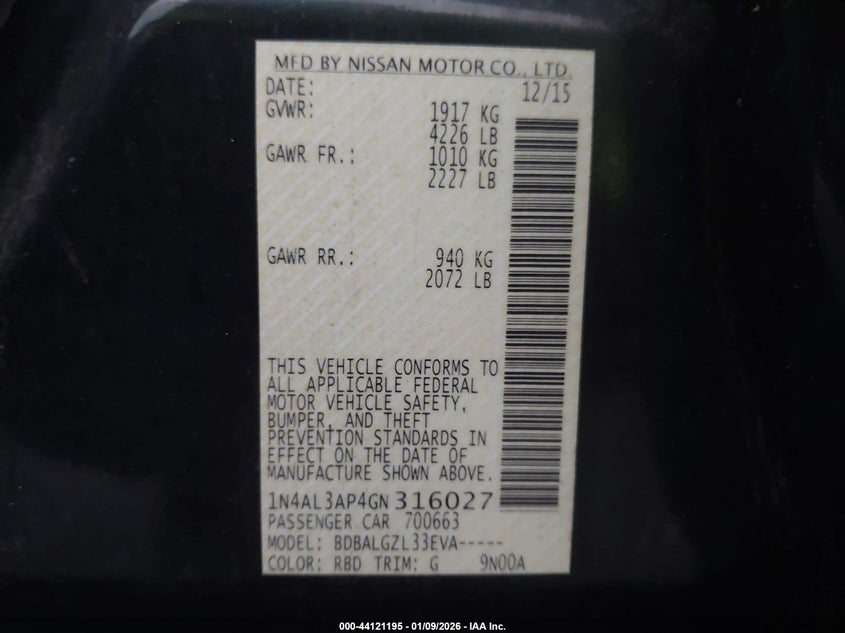 MFD BY NISSAN MOTOR CO., LTD.
DATE: 12/15
GVWR: 1917 KG
4226 LB
GAWR FR.: 1010 KG
2227 LB
GAWR RR.: 940 KG
2072 LB
THIS VEHICLE CONFORMS TO
ALL APPLICABLE FEDERAL
MOTOR VEHICLE SAFETY,
BUMPER, AND THEFT
PREVENTION STANDARDS IN
EFFECT ON THE DATE OF
MANUFACTURE SHOWN ABOVE.
1N4AL3AP4GN316027
PASSENGER CAR 700663
MODEL: BDBALGZL33EVA-----
COLOR: RBD TRIM: G 9N00A
000-44121195 - 01/09/2026 - IAA Inc.